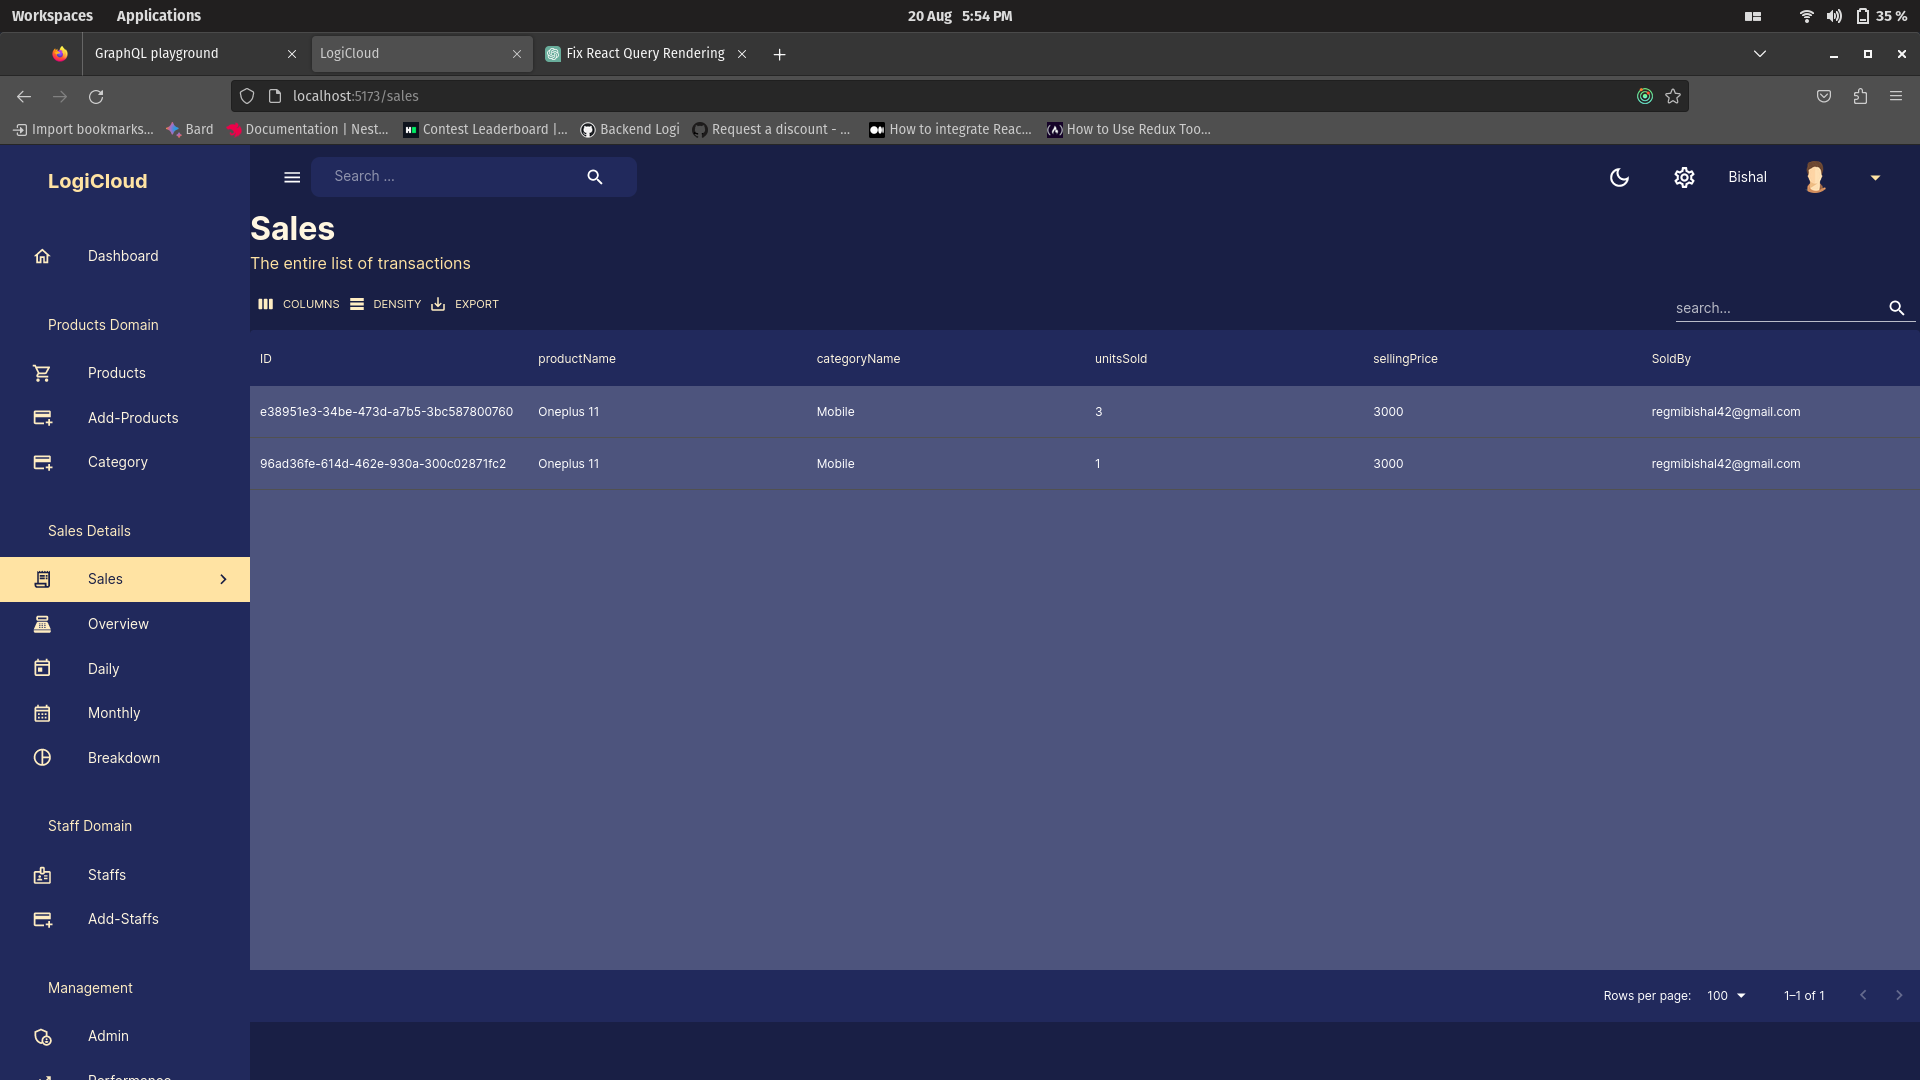 Workspaces Applications 20 Aug 5:54 PM 35 %
GraphQL playground LogiCloud Fix React Query Rendering
localhost:5173/sales
Import bookmarks... Bard Documentation | Nest... Contest Leaderboard |... Backend Logi Request a discount - ... How to integrate Reac... How to Use Redux Too...
LogiCloud
Search ...
Bishal
Sales
The entire list of transactions
Dashboard
COLUMNS DENSITY EXPORT
search...
Products Domain
ID productName categoryName unitsSold sellingPrice SoldBy
Products
e38951e3-34be-473d-a7b5-3bc587800760 Oneplus 11 Mobile 3 3000 regmibishal42@gmail.com
Add-Products
96ad36fe-614d-462e-930a-300c02871fc2 Oneplus 11 Mobile 1 3000 regmibishal42@gmail.com
Category
Sales Details
Sales
Overview
Daily
Monthly
Breakdown
Staff Domain
Staffs
Add-Staffs
Management
Rows per page: 100 1–1 of 1
Admin
Performance